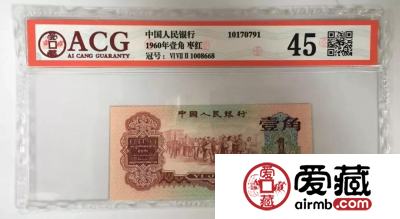 ACG
AI CANG GUARANTY
中国人民银行
1960年壹角 枣红
冠号：VI VII II 1008668
10170791
45
中國人民银行
壹角
爱藏
airmb.com